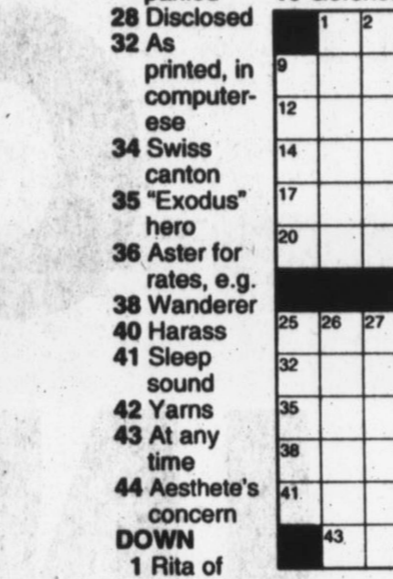 28 Disclosed
32 As
printed, in
computer-
ese
34 Swiss
canton
35 "Exodus"
hero
36 Aster for
rates, e.g.
38 Wanderer
40 Harass
41 Sleep
sound
42 Yarns
43 At any
time
44 Aesthete's
concern
DOWN
1 Rita of
1 2
9
12
14
17
20
25 26 27
32
35
38
41
43